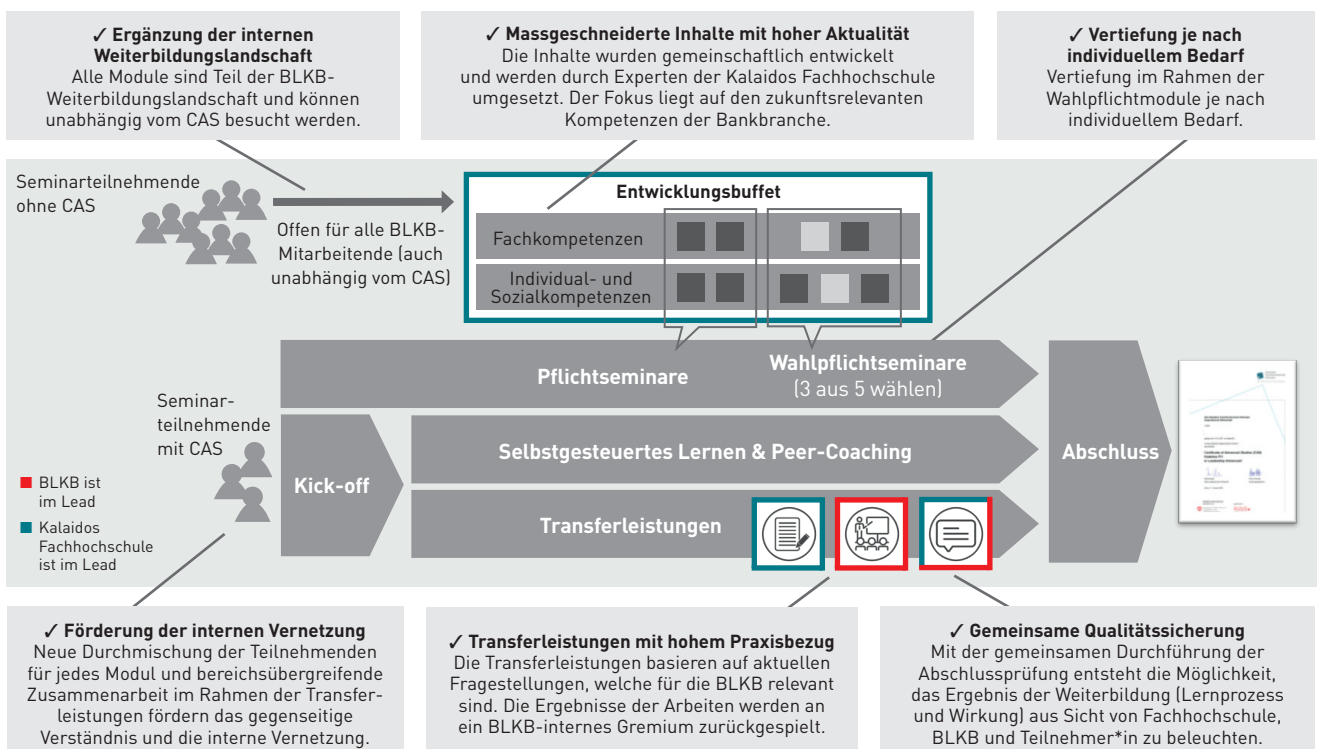 ✓ Ergänzung der internen
Weiterbildungslandschaft
Alle Module sind Teil der BLKB-
Weiterbildungslandschaft und können
unabhängig vom CAS besucht werden.
✓ Massgeschneiderte Inhalte mit hoher Aktualität
Die Inhalte wurden gemeinschaftlich entwickelt
und werden durch Experten der Kalaidos Fachhochschule
umgesetzt. Der Fokus liegt auf den zukunftsrelevanten
Kompetenzen der Bankbranche.
✓ Vertiefung je nach
individuellem Bedarf
Vertiefung im Rahmen der
Wahlpflichtmodule je nach
individuellem Bedarf.
Seminarteilnehmende
ohne CAS
Offen für alle BLKB-
Mitarbeitende (auch
unabhängig vom CAS)
Entwicklungsbuffet
Fachkompetenzen
Individual- und
Sozialkompetenzen
Pflichtseminare
Wahlpflichtseminare
(3 aus 5 wählen)
Seminar-
teilnehmende
mit CAS
Kick-off
Selbstgesteuertes Lernen & Peer-Coaching
Transferleistungen
Abschluss
BLKB ist
im Lead
Kalaidos
Fachhochschule
ist im Lead
✓ Förderung der internen Vernetzung
Neue Durchmischung der Teilnehmenden
für jedes Modul und bereichsübergreifende
Zusammenarbeit im Rahmen der Transfer-
leistungen fördern das gegenseitige
Verständnis und die interne Vernetzung.
✓ Transferleistungen mit hohem Praxisbezug
Die Transferleistungen basieren auf aktuellen
Fragestellungen, welche für die BLKB relevant
sind. Die Ergebnisse der Arbeiten werden an
ein BLKB-internes Gremium zurückgespielt.
✓ Gemeinsame Qualitätssicherung
Mit der gemeinsamen Durchführung der
Abschlussprüfung entsteht die Möglichkeit,
das Ergebnis der Weiterbildung (Lernprozess
und Wirkung) aus Sicht von Fachhochschule,
BLKB und Teilnehmer*in zu beleuchten.